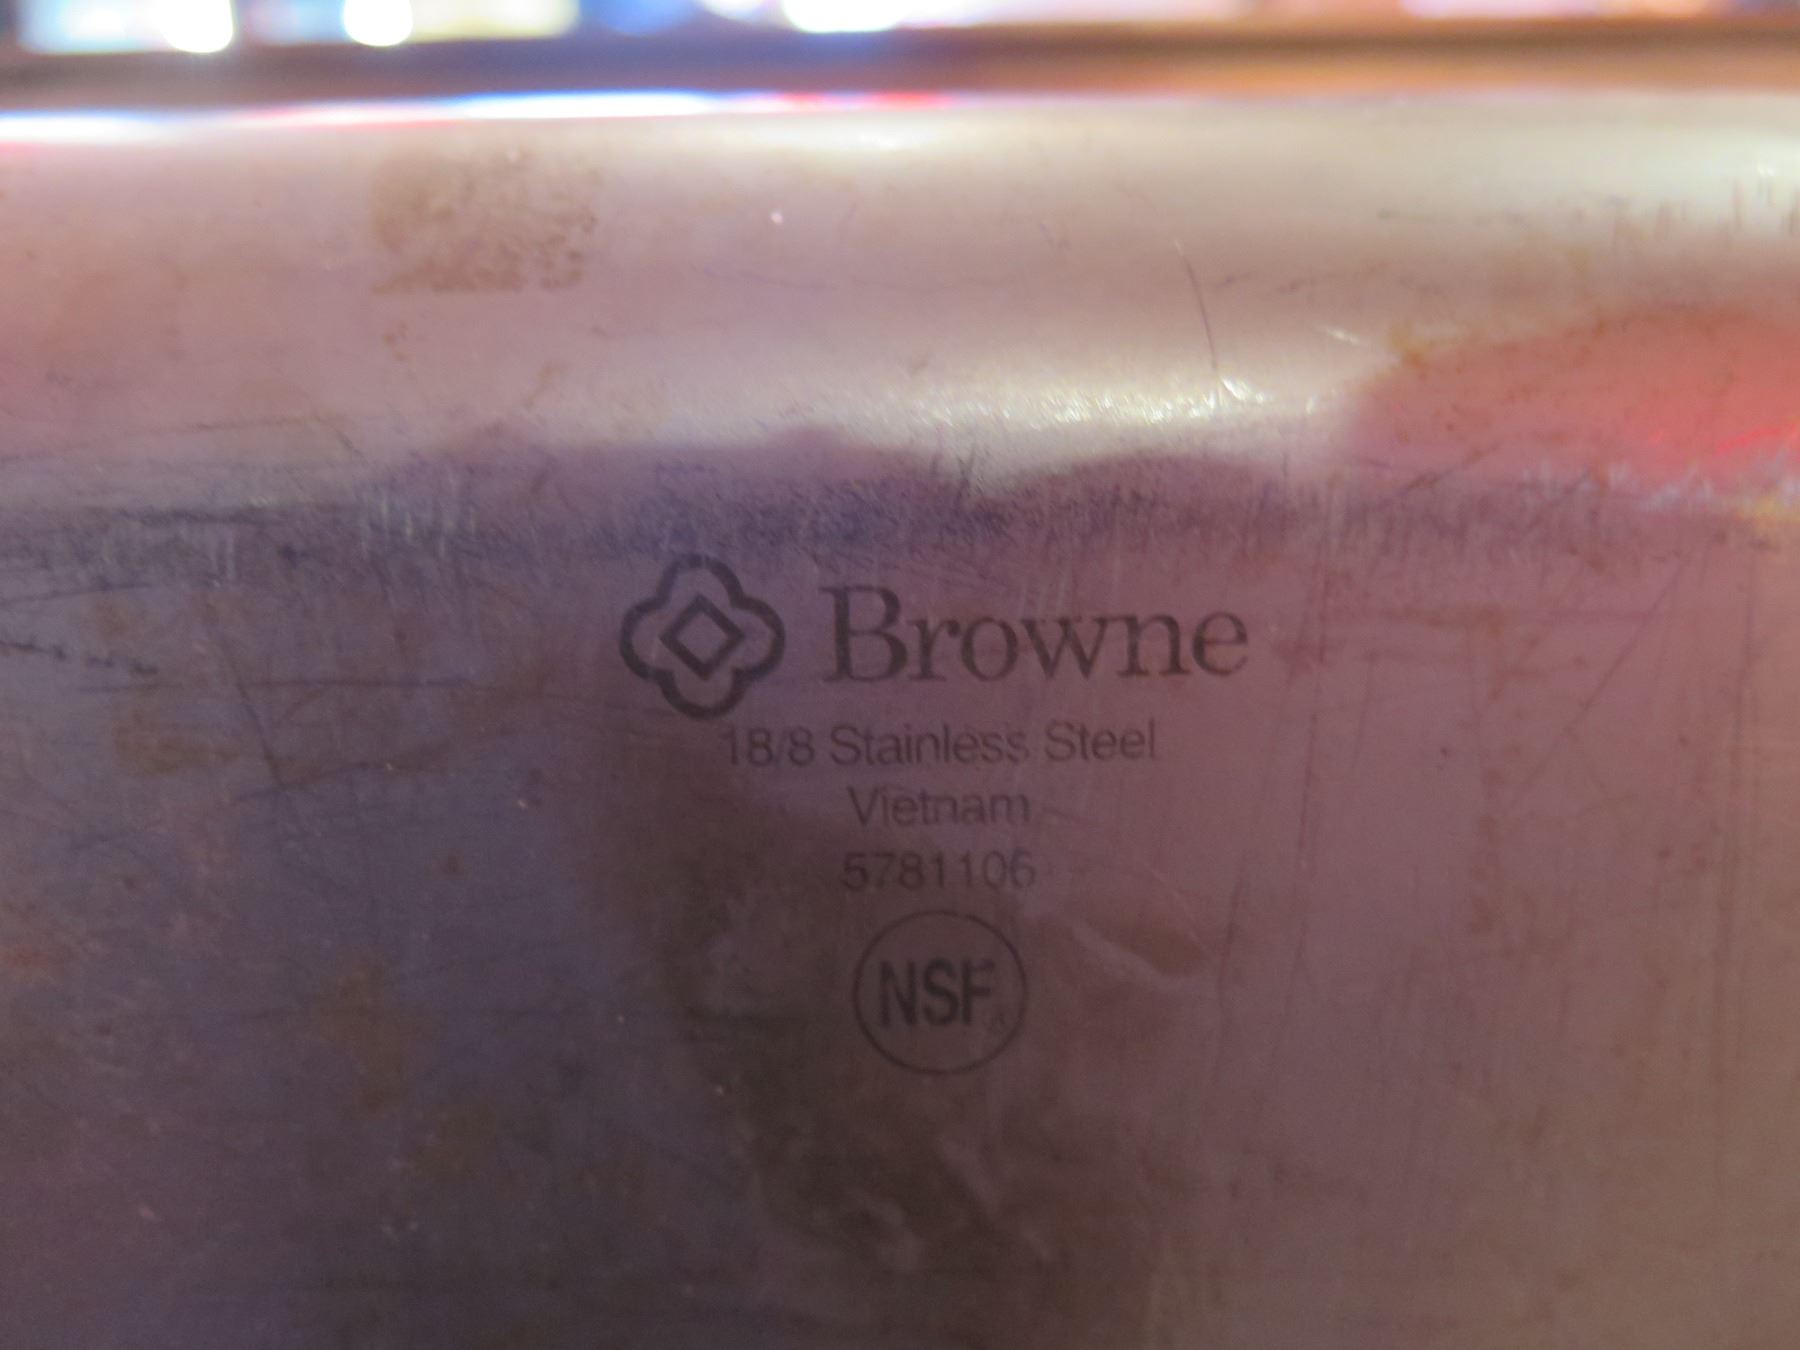 Browne
18/8 Stainless Steel
Vietnam
5781106
NSF®